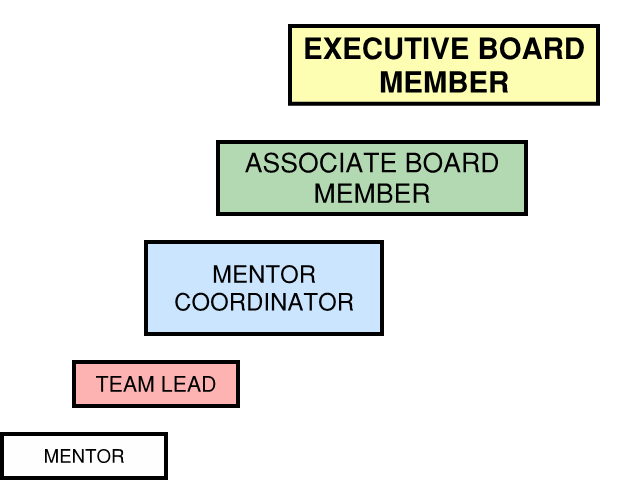 EXECUTIVE BOARD
MEMBER
ASSOCIATE BOARD
MEMBER
MENTOR
COORDINATOR
TEAM LEAD
MENTOR